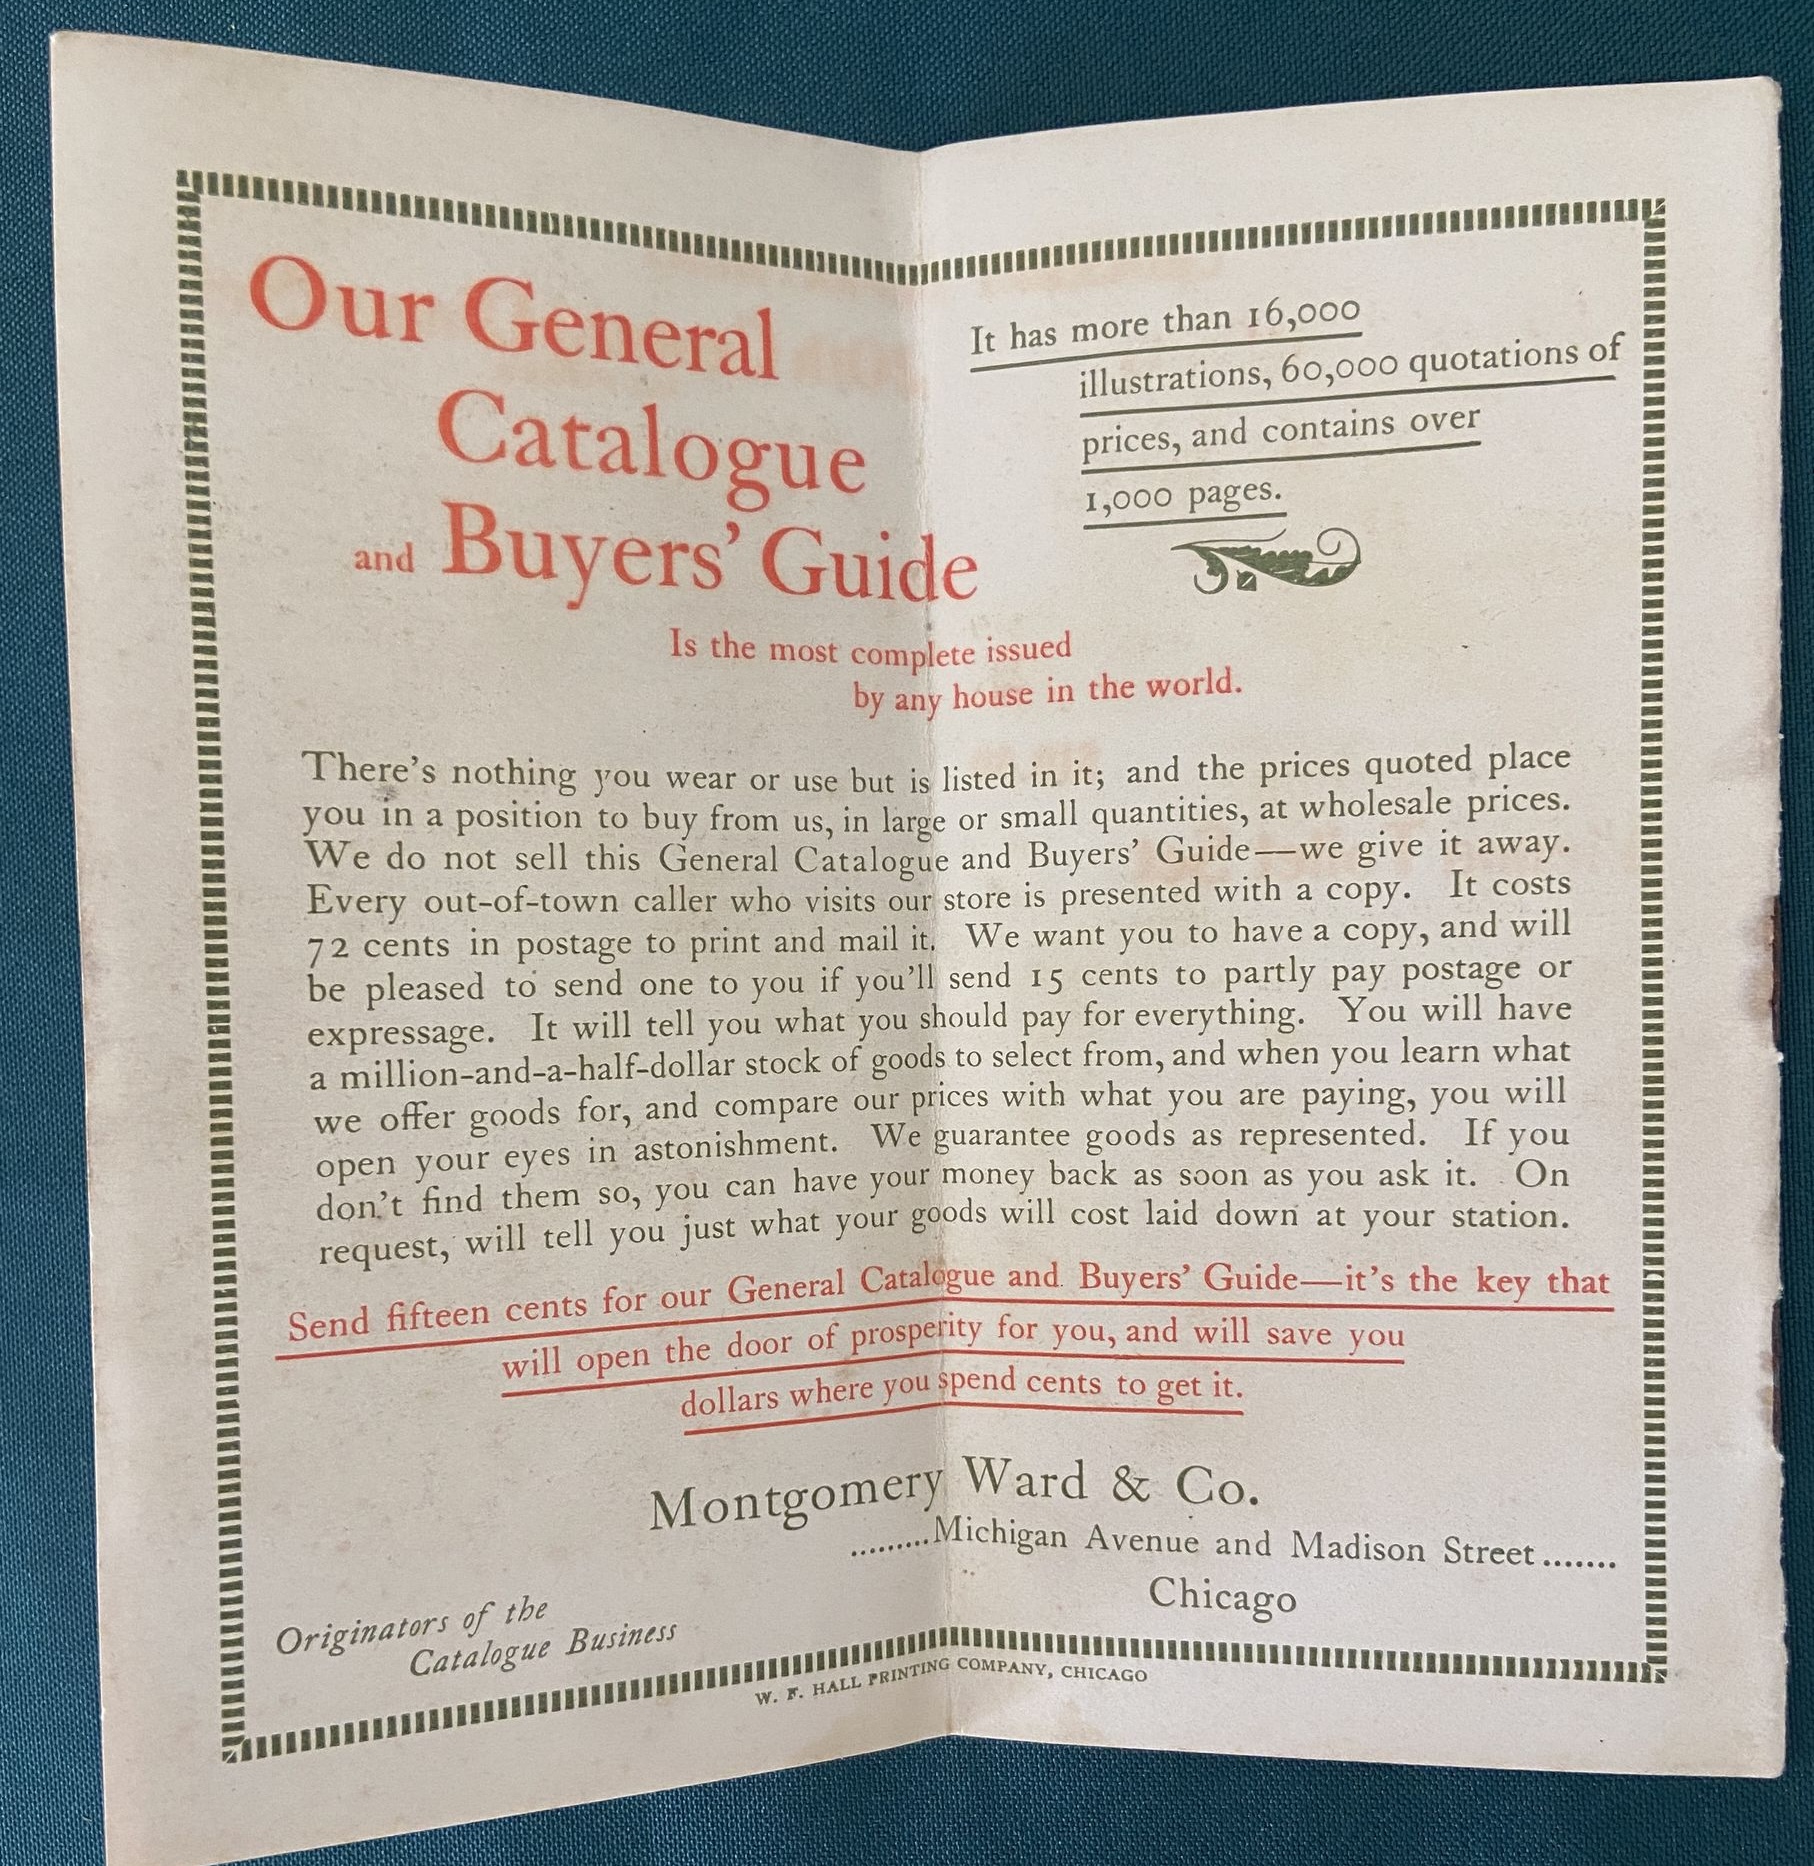 Our General
Catalogue
and Buyers' Guide
It has more than 16,000
illustrations, 60,000 quotations of
prices, and contains over
1,000 pages.
Is the most complete issued
by any house in the world.
There's nothing you wear or use but is listed in it; and the prices quoted place
you in a position to buy from us, in large or small quantities, at wholesale prices.
We do not sell this General Catalogue and Buyers' Guide—we give it away.
Every out-of-town caller who visits our store is presented with a copy. It costs
72 cents in postage to print and mail it. We want you to have a copy, and will
be pleased to send one to you if you'll send 15 cents to partly pay postage or
expressage. It will tell you what you should pay for everything. You will have
a million-and-a-half-dollar stock of goods to select from, and when you learn what
we offer goods for, and compare our prices with what you are paying, you will
open your eyes in astonishment. We guarantee goods as represented. If you
don't find them so, you can have your money back as soon as you ask it. On
request, will tell you just what your goods will cost laid down at your station.
Send fifteen cents for our General Catalogue and Buyers' Guide—it's the key that
will open the door of prosperity for you, and will save you
dollars where you spend cents to get it.
Montgomery Ward & Co.
.........Michigan Avenue and Madison Street.......
Chicago
Originators of the
Catalogue Business
W. F. HALL PRINTING COMPANY, CHICAGO